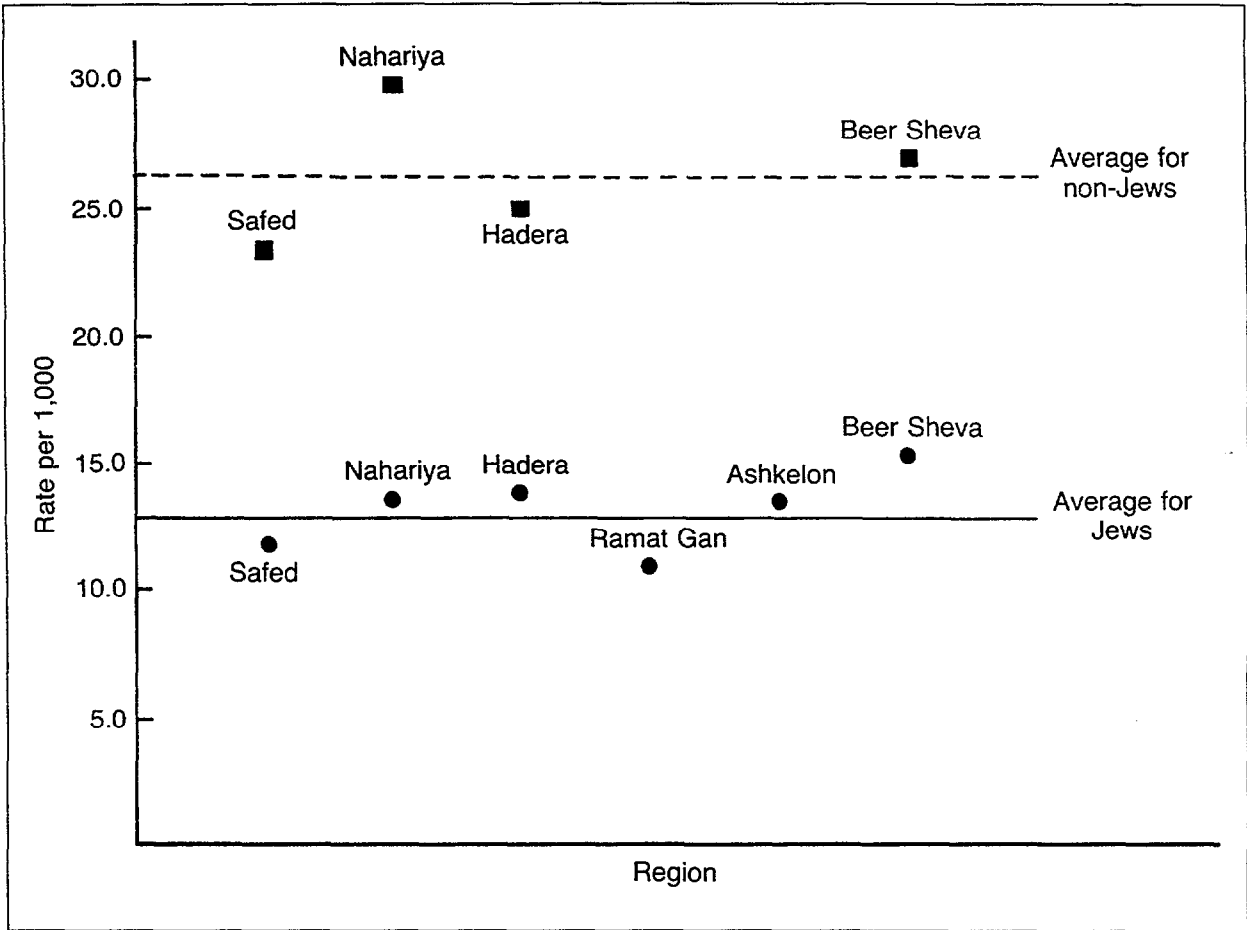 Nahariya
30.0
Beer Sheva
Average for
non-Jews
25.0
Safed
Hadera
20.0
Rate per 1,000
Beer Sheva
15.0
Nahariya
Hadera
Ashkelon
Average for
Jews
Ramat Gan
Safed
10.0
5.0
Region